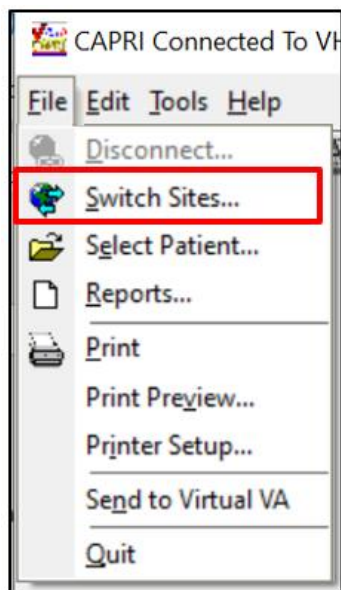 CAPRI Connected To VH
File Edit Tools Help
Disconnect...
Switch Sites...
Select Patient...
Reports...
Print
Print Preview...
Printer Setup...
Send to Virtual VA
Quit